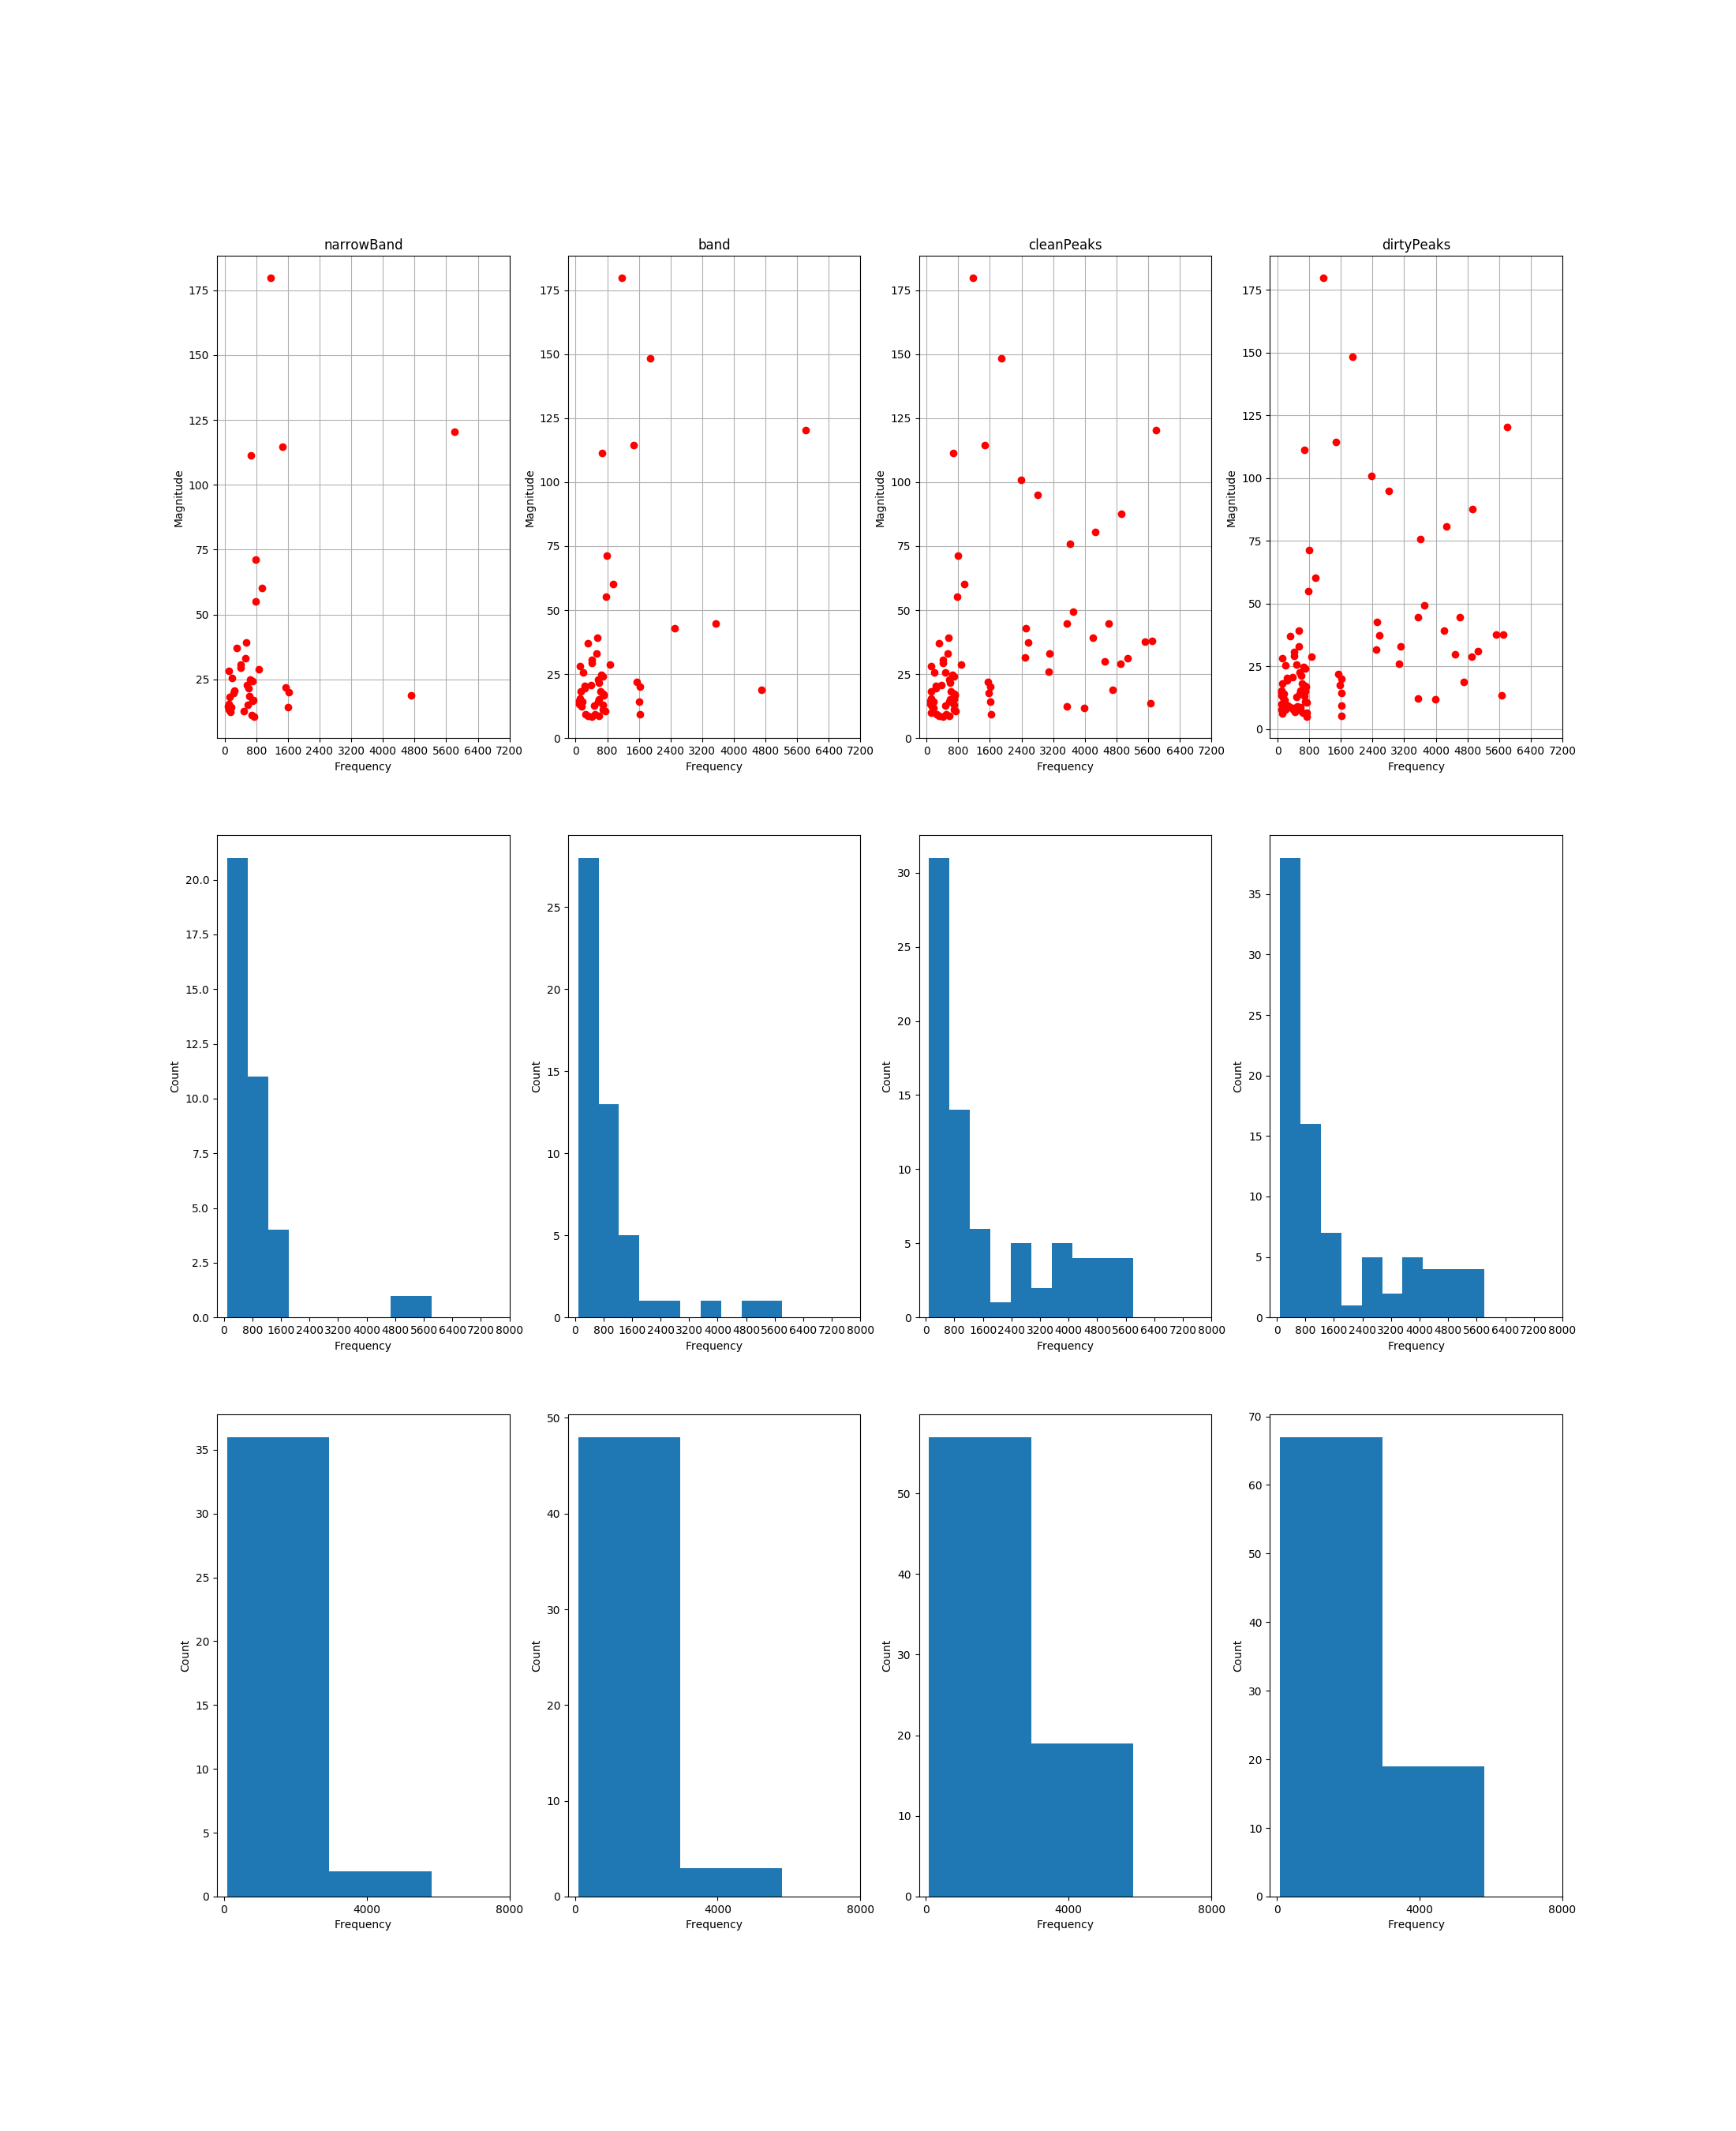 narrowBand band cleanPeaks dirtyPeaks
175 175 175 175
150 150 150 150
125 125 125 125
100 100 100 100
Magnitude Magnitude Magnitude Magnitude
75 75 75 75
50 50 50 50
25 25 25 25
0 0 0
0 800 1600 2400 3200 4000 4800 5600 6400 7200 0 800 1600 2400 3200 4000 4800 5600 6400 7200 0 800 1600 2400 3200 4000 4800 5600 6400 7200 0 800 1600 2400 3200 4000 4800 5600 6400 7200
Frequency Frequency Frequency Frequency
20.0 17.5 15.0 12.5 10.0 7.5 5.0 2.5 0.0
Count
0 800 1600 2400 3200 4000 4800 5600 6400 7200 8000
Frequency
25 20 15 10 5 0
Count
0 800 1600 2400 3200 4000 4800 5600 6400 7200 8000
Frequency
30 25 20 15 10 5 0
Count
0 800 1600 2400 3200 4000 4800 5600 6400 7200 8000
Frequency
35 30 25 20 15 10 5 0
Count
0 800 1600 2400 3200 4000 4800 5600 6400 7200 8000
Frequency
35 30 25 20 15 10 5 0
Count
0 4000 8000
Frequency
50 40 30 20 10 0
Count
0 4000 8000
Frequency
50 40 30 20 10 0
Count
0 4000 8000
Frequency
70 60 50 40 30 20 10 0
Count
0 4000 8000
Frequency